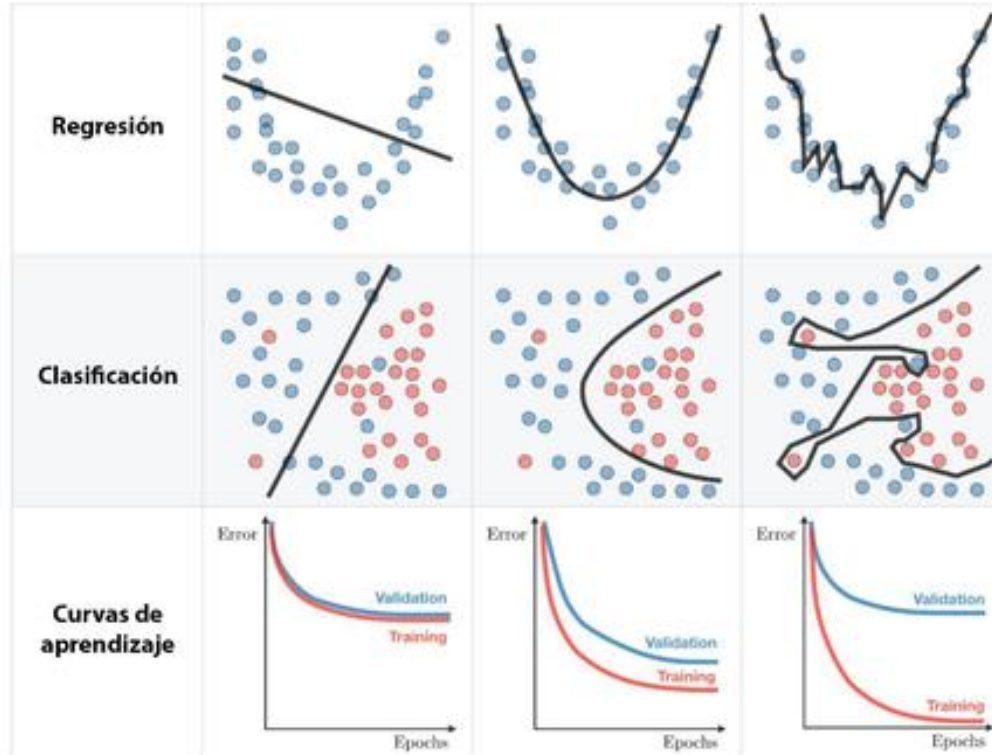 Regresión
Clasificación
Curvas de
aprendizaje
Error
Validation
Training
Epochs
Error
Validation
Training
Epochs
Error
Validation
Training
Epochs